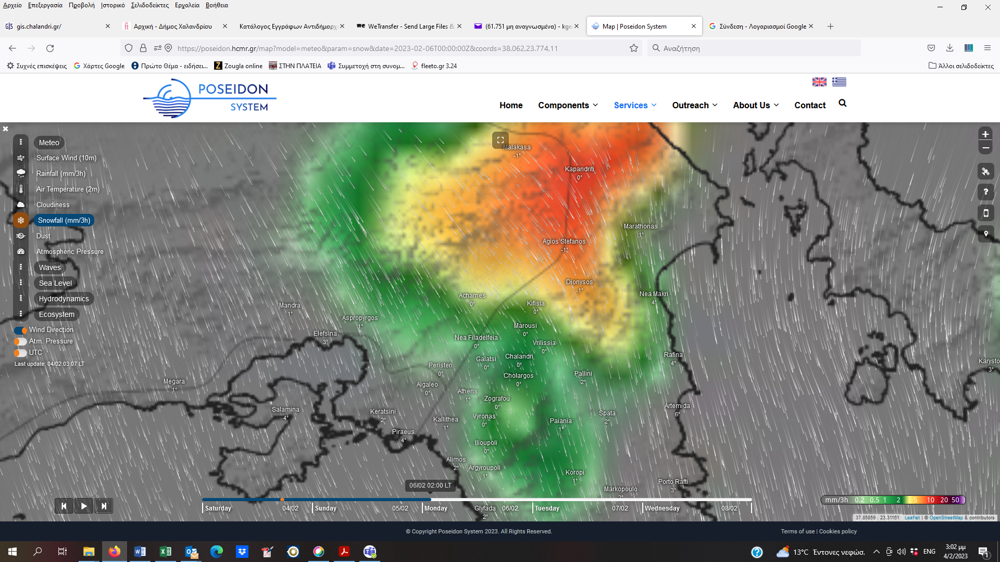 Αρχείο Επεξεργασία Προβολή Ιστορικό Σελιδοδείκτες Εργαλεία Βοήθεια
gis.chalandri.gr/
Αρχική - Δήμος Χαλανδρίου
Κατάλογος Εγγράφων Αντιδήμαρχ
WeTransfer - Send Large Files &
(61.751 μη αναγνωσμένα) - kge
Map | Poseidon System
Σύνδεση - Λογαριασμοί Google
https://poseidon.hcmr.gr/map?model=meteo&param=snow&date=2023-02-06T00:00:00Z&coords=38.062,23.774,11
Αναζήτηση
Συχνές επισκέψεις
Χάρτες Google
Πρώτο Θέμα - ειδήσει...
Zougla online
ΣΤΗΝ ΠΛΑΤΕΙΑ
Συμμετοχή στη συνομ...
fleeto.gr 3.24
Άλλοι σελιδοδείκτες
POSEIDON
SYSTEM
Home Components Services Outreach About Us Contact
Meteo
Surface Wind (10m)
Rainfall (mm/3h)
Air Temperature (2m)
Cloudiness
Snowfall (mm/3h)
Dust
Atmospheric Pressure
Waves
Sea Level
Hydrodynamics
Ecosystem
Wind Direction
Atm. Pressure
UTC
Last update: 04/02 03:07 LT
Malakasa
-1°
Kapandriti
0°
Marathonas
1°
Agios Stefanos
-1°
Dionysos
-1°
Nea Makri
4°
Acharnes
0°
Kifisia
0°
Mandra
1°
Aspropyrgos
1°
Elefsina
3°
Marousi
0°
Nea Filadelfeia
0°
Vrilissia
0°
Chalandri
0°
Galatsi
0°
Rafina
4°
Karysto
3°
Peristeri
0°
Cholargos
0°
Pallini
2°
Megara
1°
Aigaleo
0°
Athens
1°
Zografou
0°
Salamina
4°
Keratsini
2°
Kallithea
1°
Vyronas
0°
Paiania
1°
Spata
2°
Artemida
6°
Piraeus
4°
Ilioupoli
0°
Alimos
2°
Argyroupoli
1°
Koropi
1°
Porto Rafti
3°
Markopoulo
2°
Glyfada
2°
06/02 02:00 LT
Saturday 04/02 Sunday 05/02 Monday 06/02 Tuesday 07/02 Wednesday 08/02
mm/3h 0.2 0.5 1 2 5 10 20 50
37.85859 : 23.31161 Leaflet | © OpenStreetMap & contributors
© Copyright Poseidon System 2023. All Rights Reserved.
Terms of use | Cookies policy
13°C Έντονες νεφώσ.
ENG
3:02 μμ
4/2/2023
1